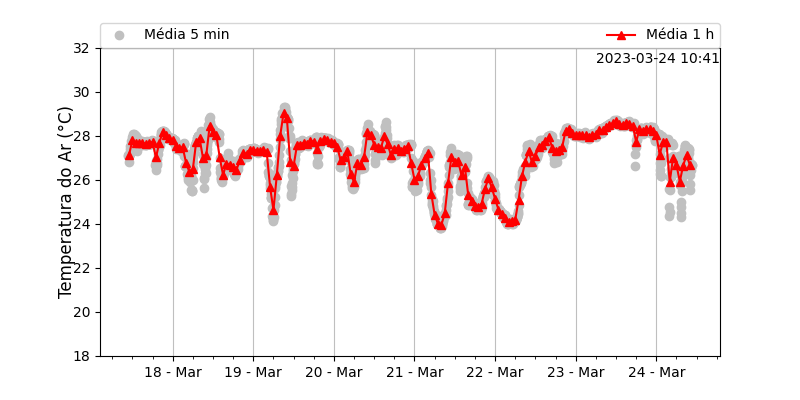 Média 5 min
Média 1 h
2023-03-24 10:41
Temperatura do Ar (°C)
32
30
28
26
24
22
20
18
18 - Mar
19 - Mar
20 - Mar
21 - Mar
22 - Mar
23 - Mar
24 - Mar